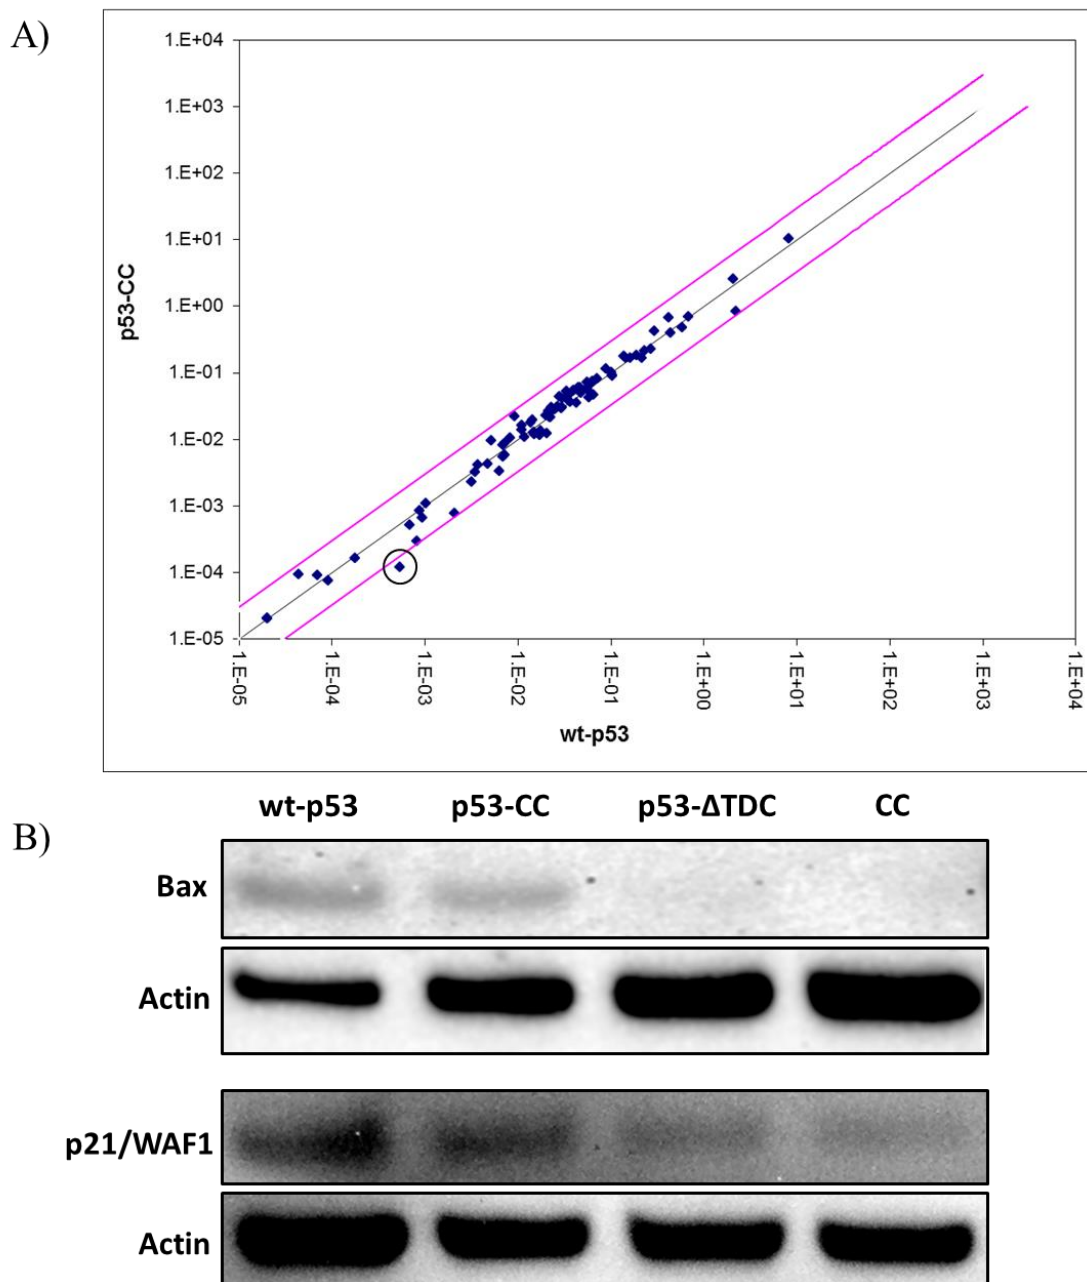 A)
1.E+04
1.E+03
1.E+02
1.E+01
1.E+00
1.E-01
1.E-02
1.E-03
1.E-04
1.E-05
p53-CC
1.E-05
1.E-04
1.E-03
1.E-02
1.E-01
1.E+00
1.E+01
1.E+02
1.E+03
1.E+04
wt-p53
wt-p53 p53-CC p53-ΔTDC CC
B)
Bax
Actin
p21/WAF1
Actin